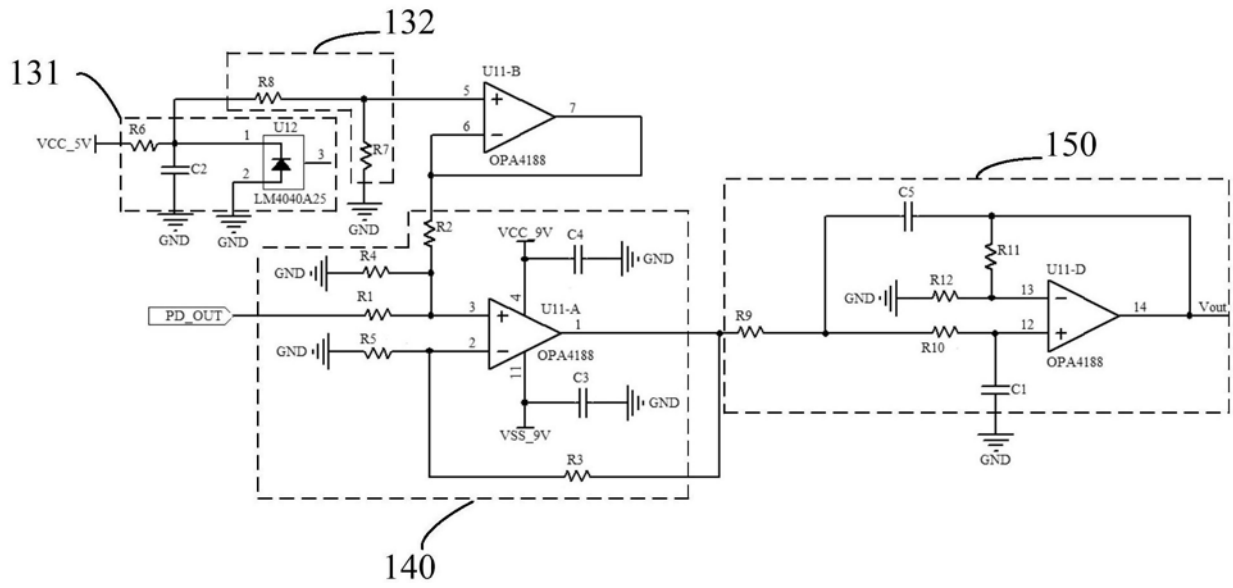 132
131
150
140
U11-B
R8
5
7
6
OPA4188
VCC_5V
R6
U12
1
3
2
C2
LM4040A25
R7
GND
GND
GND
R2
VCC_9V
C4
GND
R4
GND
4
PD_OUT
R1
3
U11-A
1
GND
R5
2
OPA4188
11
C3
GND
VSS_9V
R3
C5
R11
R12
GND
13
U11-D
14
Vout
R9
R10
12
OPA4188
C1
GND